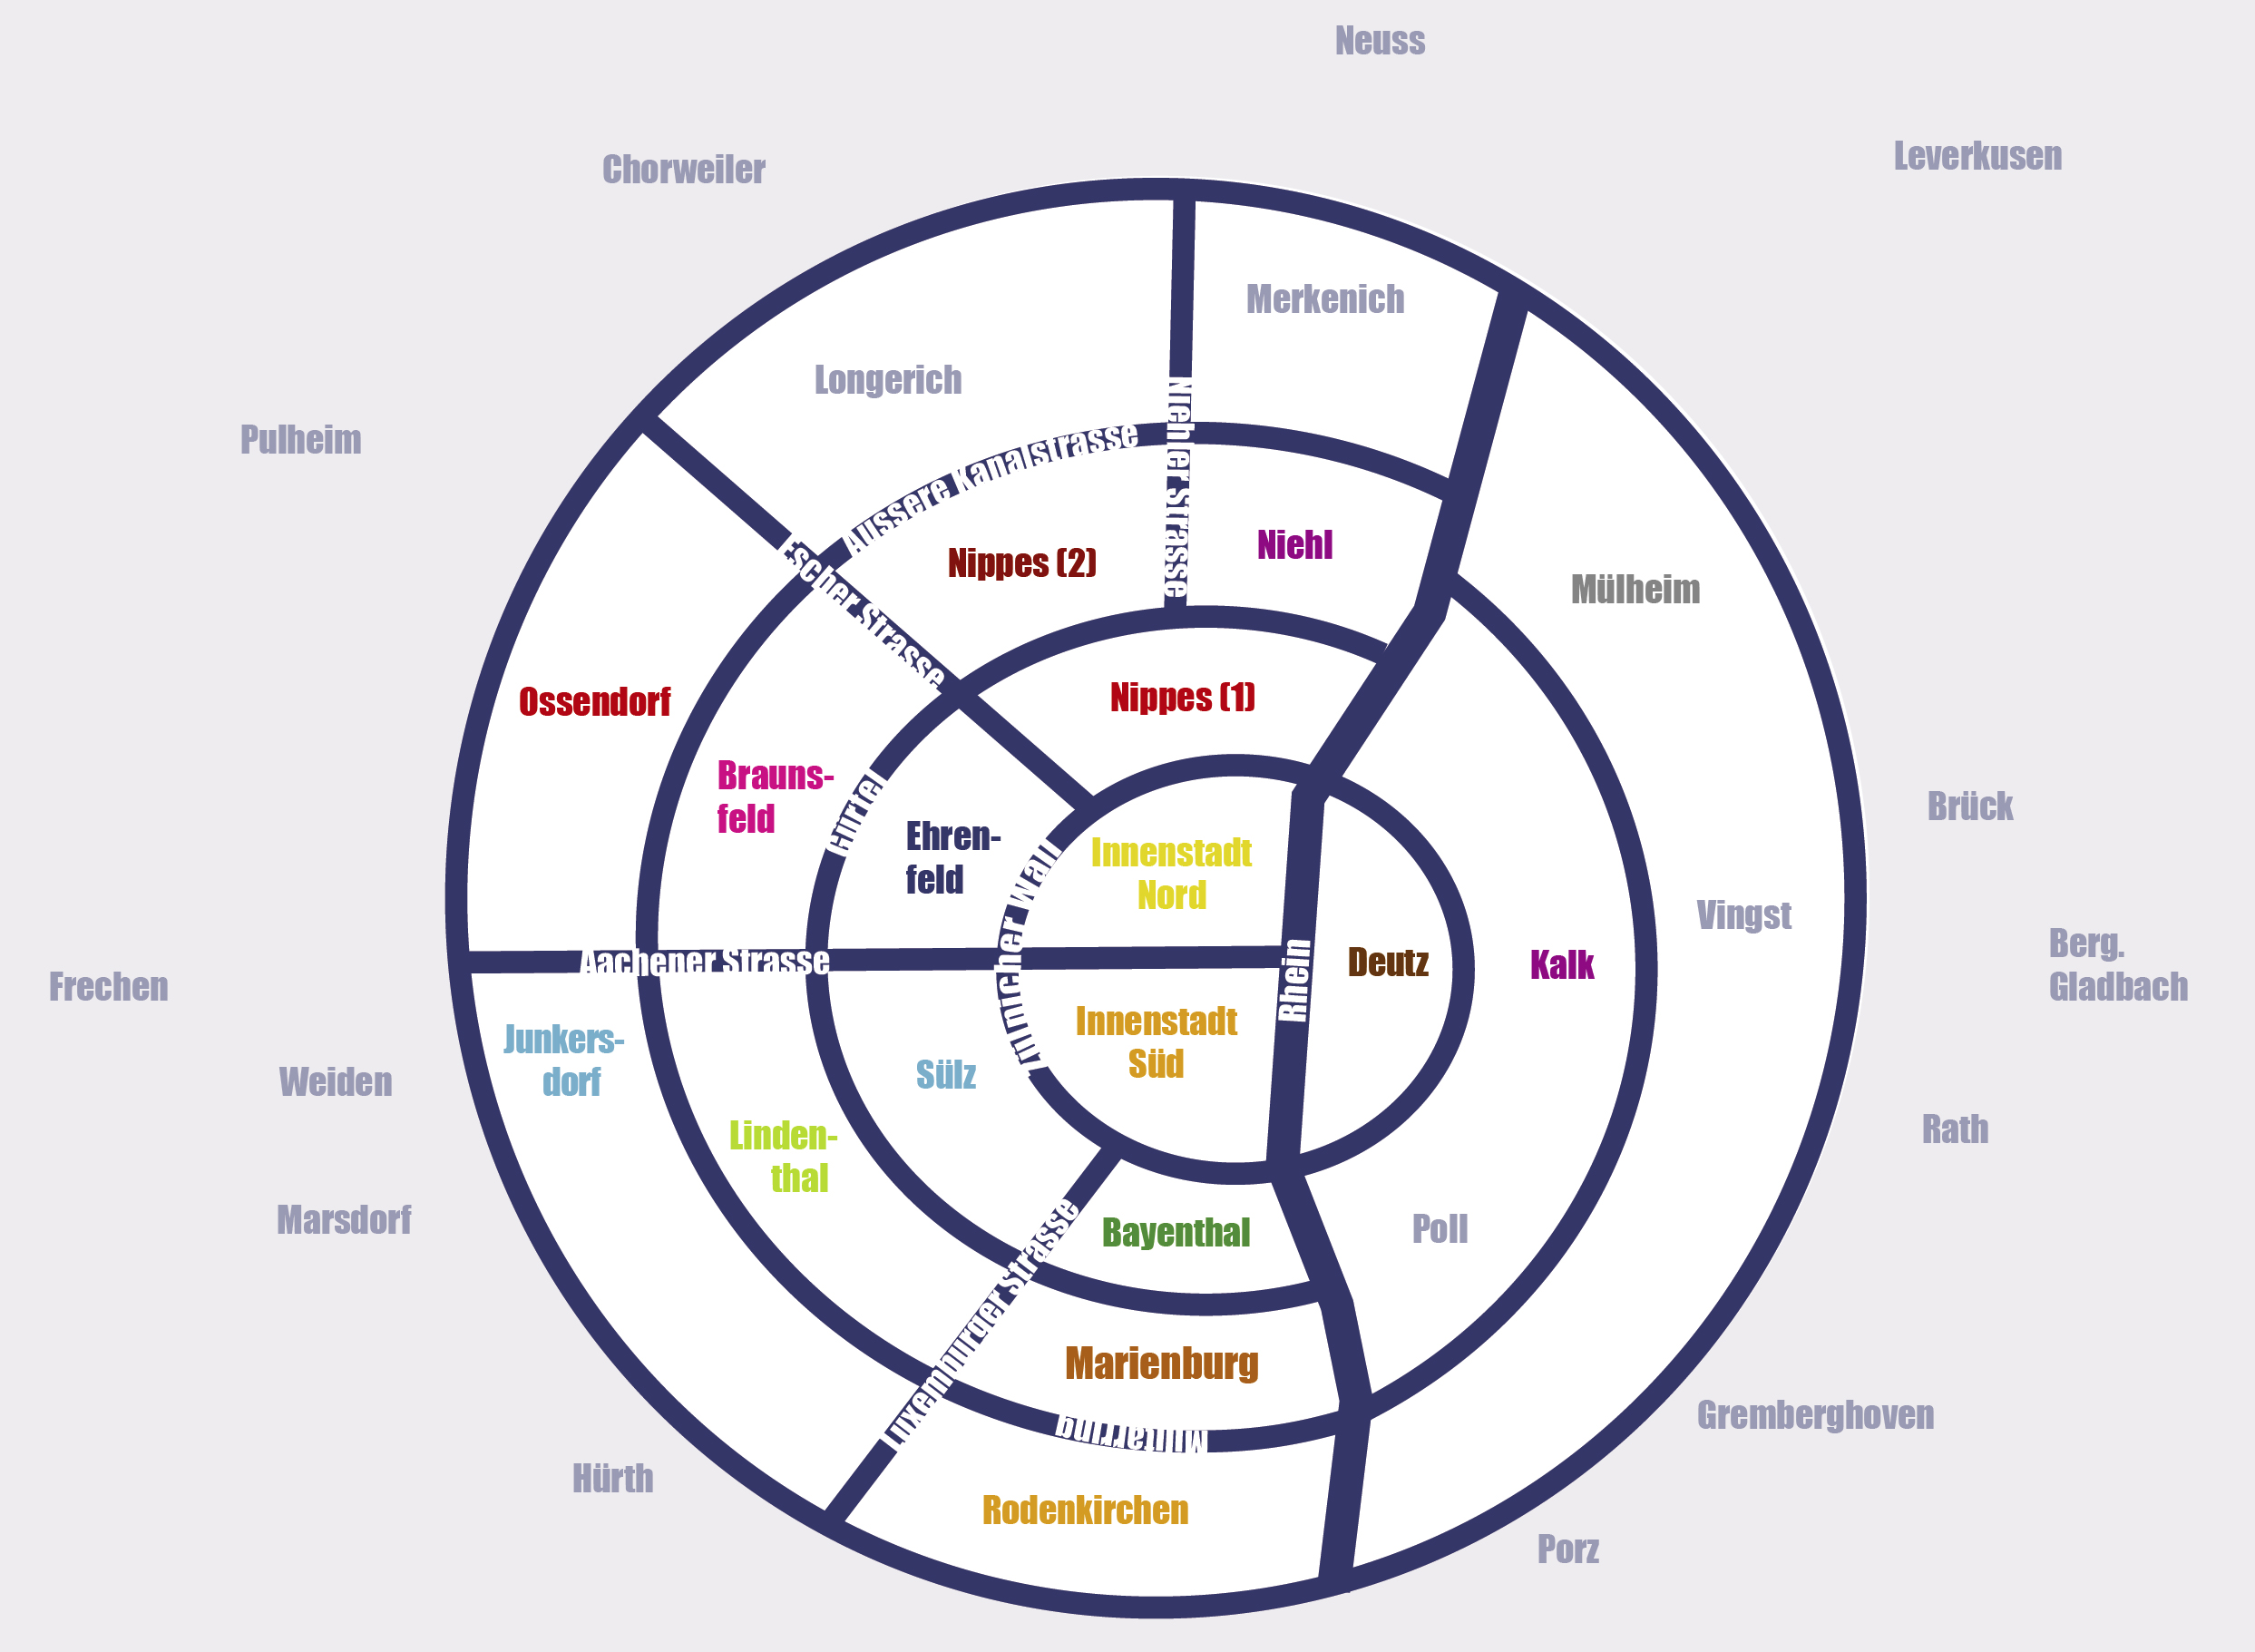 Neuss
Leverkusen
Chorweiler
Merkenich
Longerich
Pulheim
Niehler Strasse
Äussere Kanalstrasse
Niehl
Nippes (2)
Mülheim
Strasse
Nippes (1)
Ossendorf
Brauns-
feld
Gürtel
Ehren-
feld
Innenstadt
Nord
Brück
Wall
Vingst
Berg.
Gladbach
Aachener Strasse
Rhein
Deutz
Kalk
Frechen
Junkers-
dorf
Weiden
Innenstadt
Süd
Sülz
Linden-
thal
Rath
Marsdorf
Bayenthal
Poll
Luxemburger Strasse
Marienburg
Militärring
Gremberghoven
Hürth
Rodenkirchen
Porz